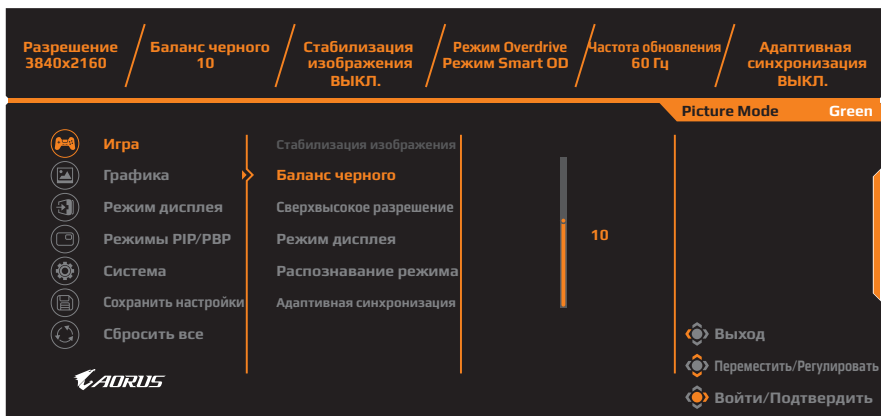 Разрешение
3840x2160
Баланс черного
10
Стабилизация
изображения
ВЫКЛ.
Режим Overdrive
Режим Smart OD
Частота обновления
60 Гц
Адаптивная
синхронизация
ВЫКЛ.
Picture Mode Green
Игра
Графика
Режим дисплея
Режимы PIP/PBP
Система
Сохранить настройки
Сбросить все
Стабилизация изображения
Баланс черного
Сверхвысокое разрешение
Режим дисплея
Распознавание режима
Адаптивная синхронизация
10
Выход
Переместить/Регулировать
Войти/Подтвердить
AORUS